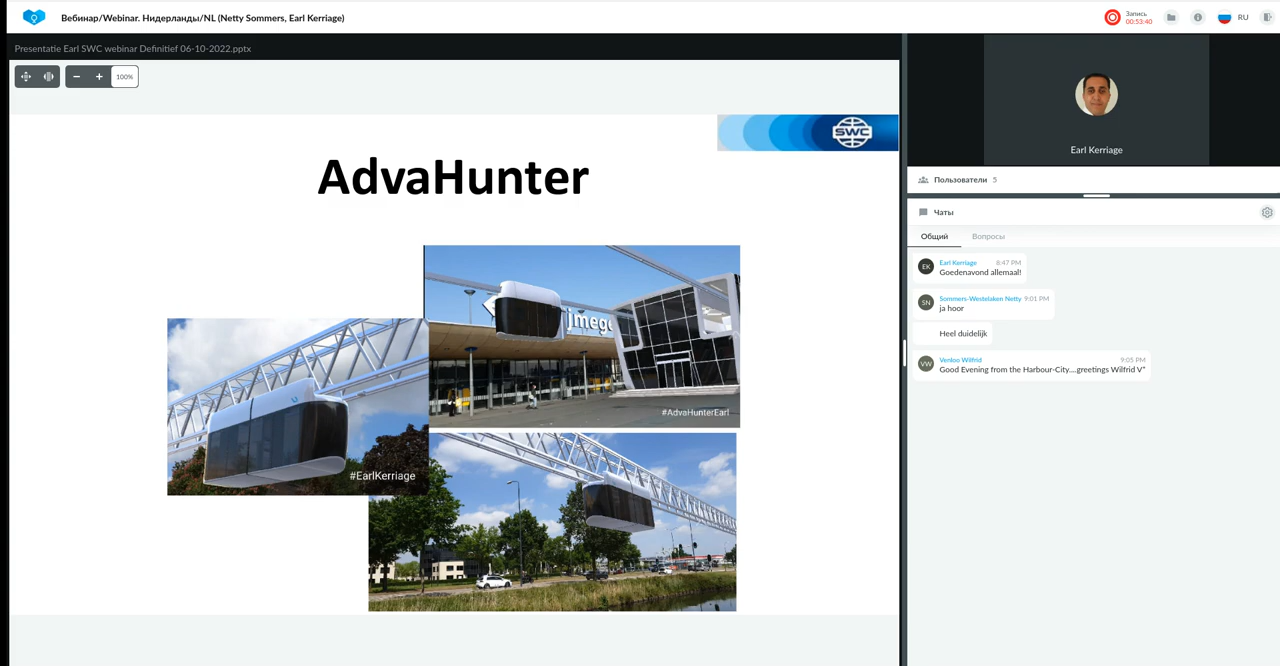 Вебинар/Webinar. Нидерланды/NL (Netty Sommers, Earl Kerriage)
Запись
00:53:40
RU
Presentatie Earl SWC webinar Definitief 06-10-2022.pptx
100%
SWC
AdvaHunter
jmege
#AdvaHunterEarl
#EarlKerriage
Earl Kerriage
Пользователи 5
Чаты
Общий Вопросы
EK
Earl Kerriage 8:47 PM
Goedenavond allemaal!
SN
Sommers-Westelaken Netty 9:01 PM
ja hoor
Heel duidelijk
VW
Venloo Wilfrid 9:05 PM
Good Evening from the Harbour-City....greetings Wilfrid V"